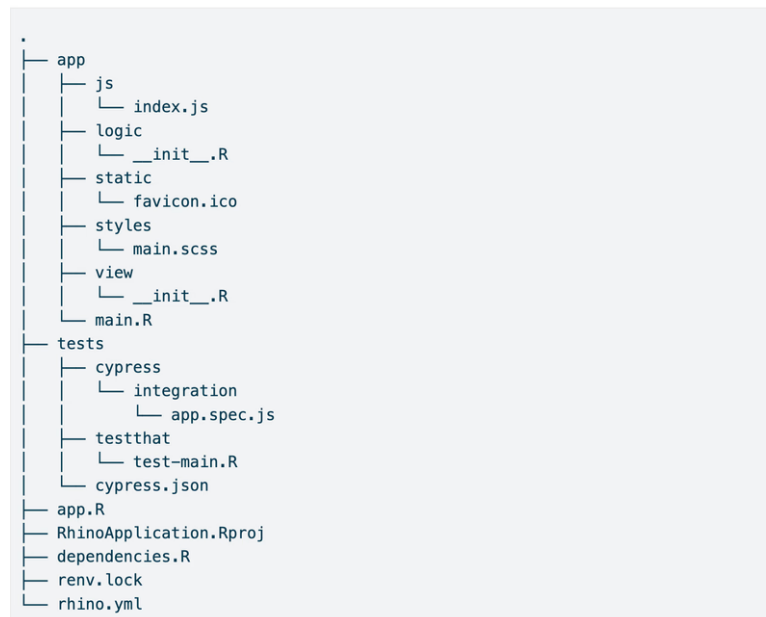 .
├── app
│   ├── js
│   │   └── index.js
│   ├── logic
│   │   └── __init__.R
│   ├── static
│   │   └── favicon.ico
│   ├── styles
│   │   └── main.scss
│   ├── view
│   │   └── __init__.R
│   └── main.R
├── tests
│   ├── cypress
│   │   └── integration
│   │       └── app.spec.js
│   ├── testthat
│   │   └── test-main.R
│   └── cypress.json
├── app.R
├── RhinoApplication.Rproj
├── dependencies.R
├── renv.lock
└── rhino.yml